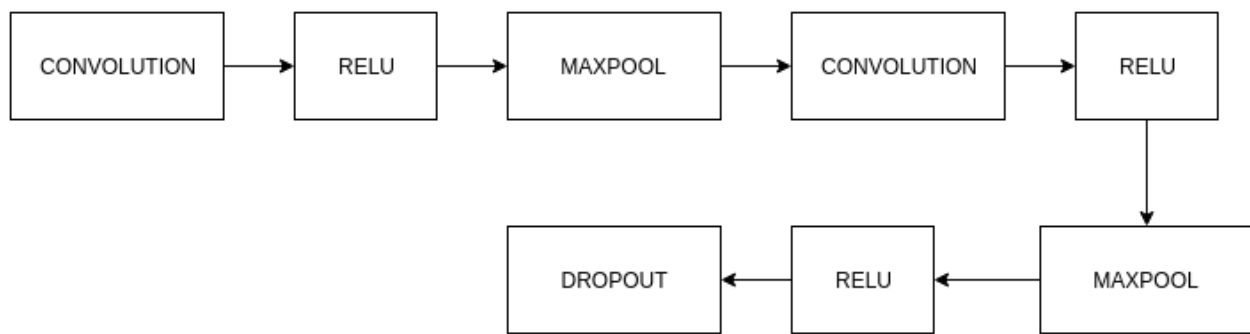 CONVOLUTION
RELU
MAXPOOL
CONVOLUTION
RELU
MAXPOOL
RELU
DROPOUT